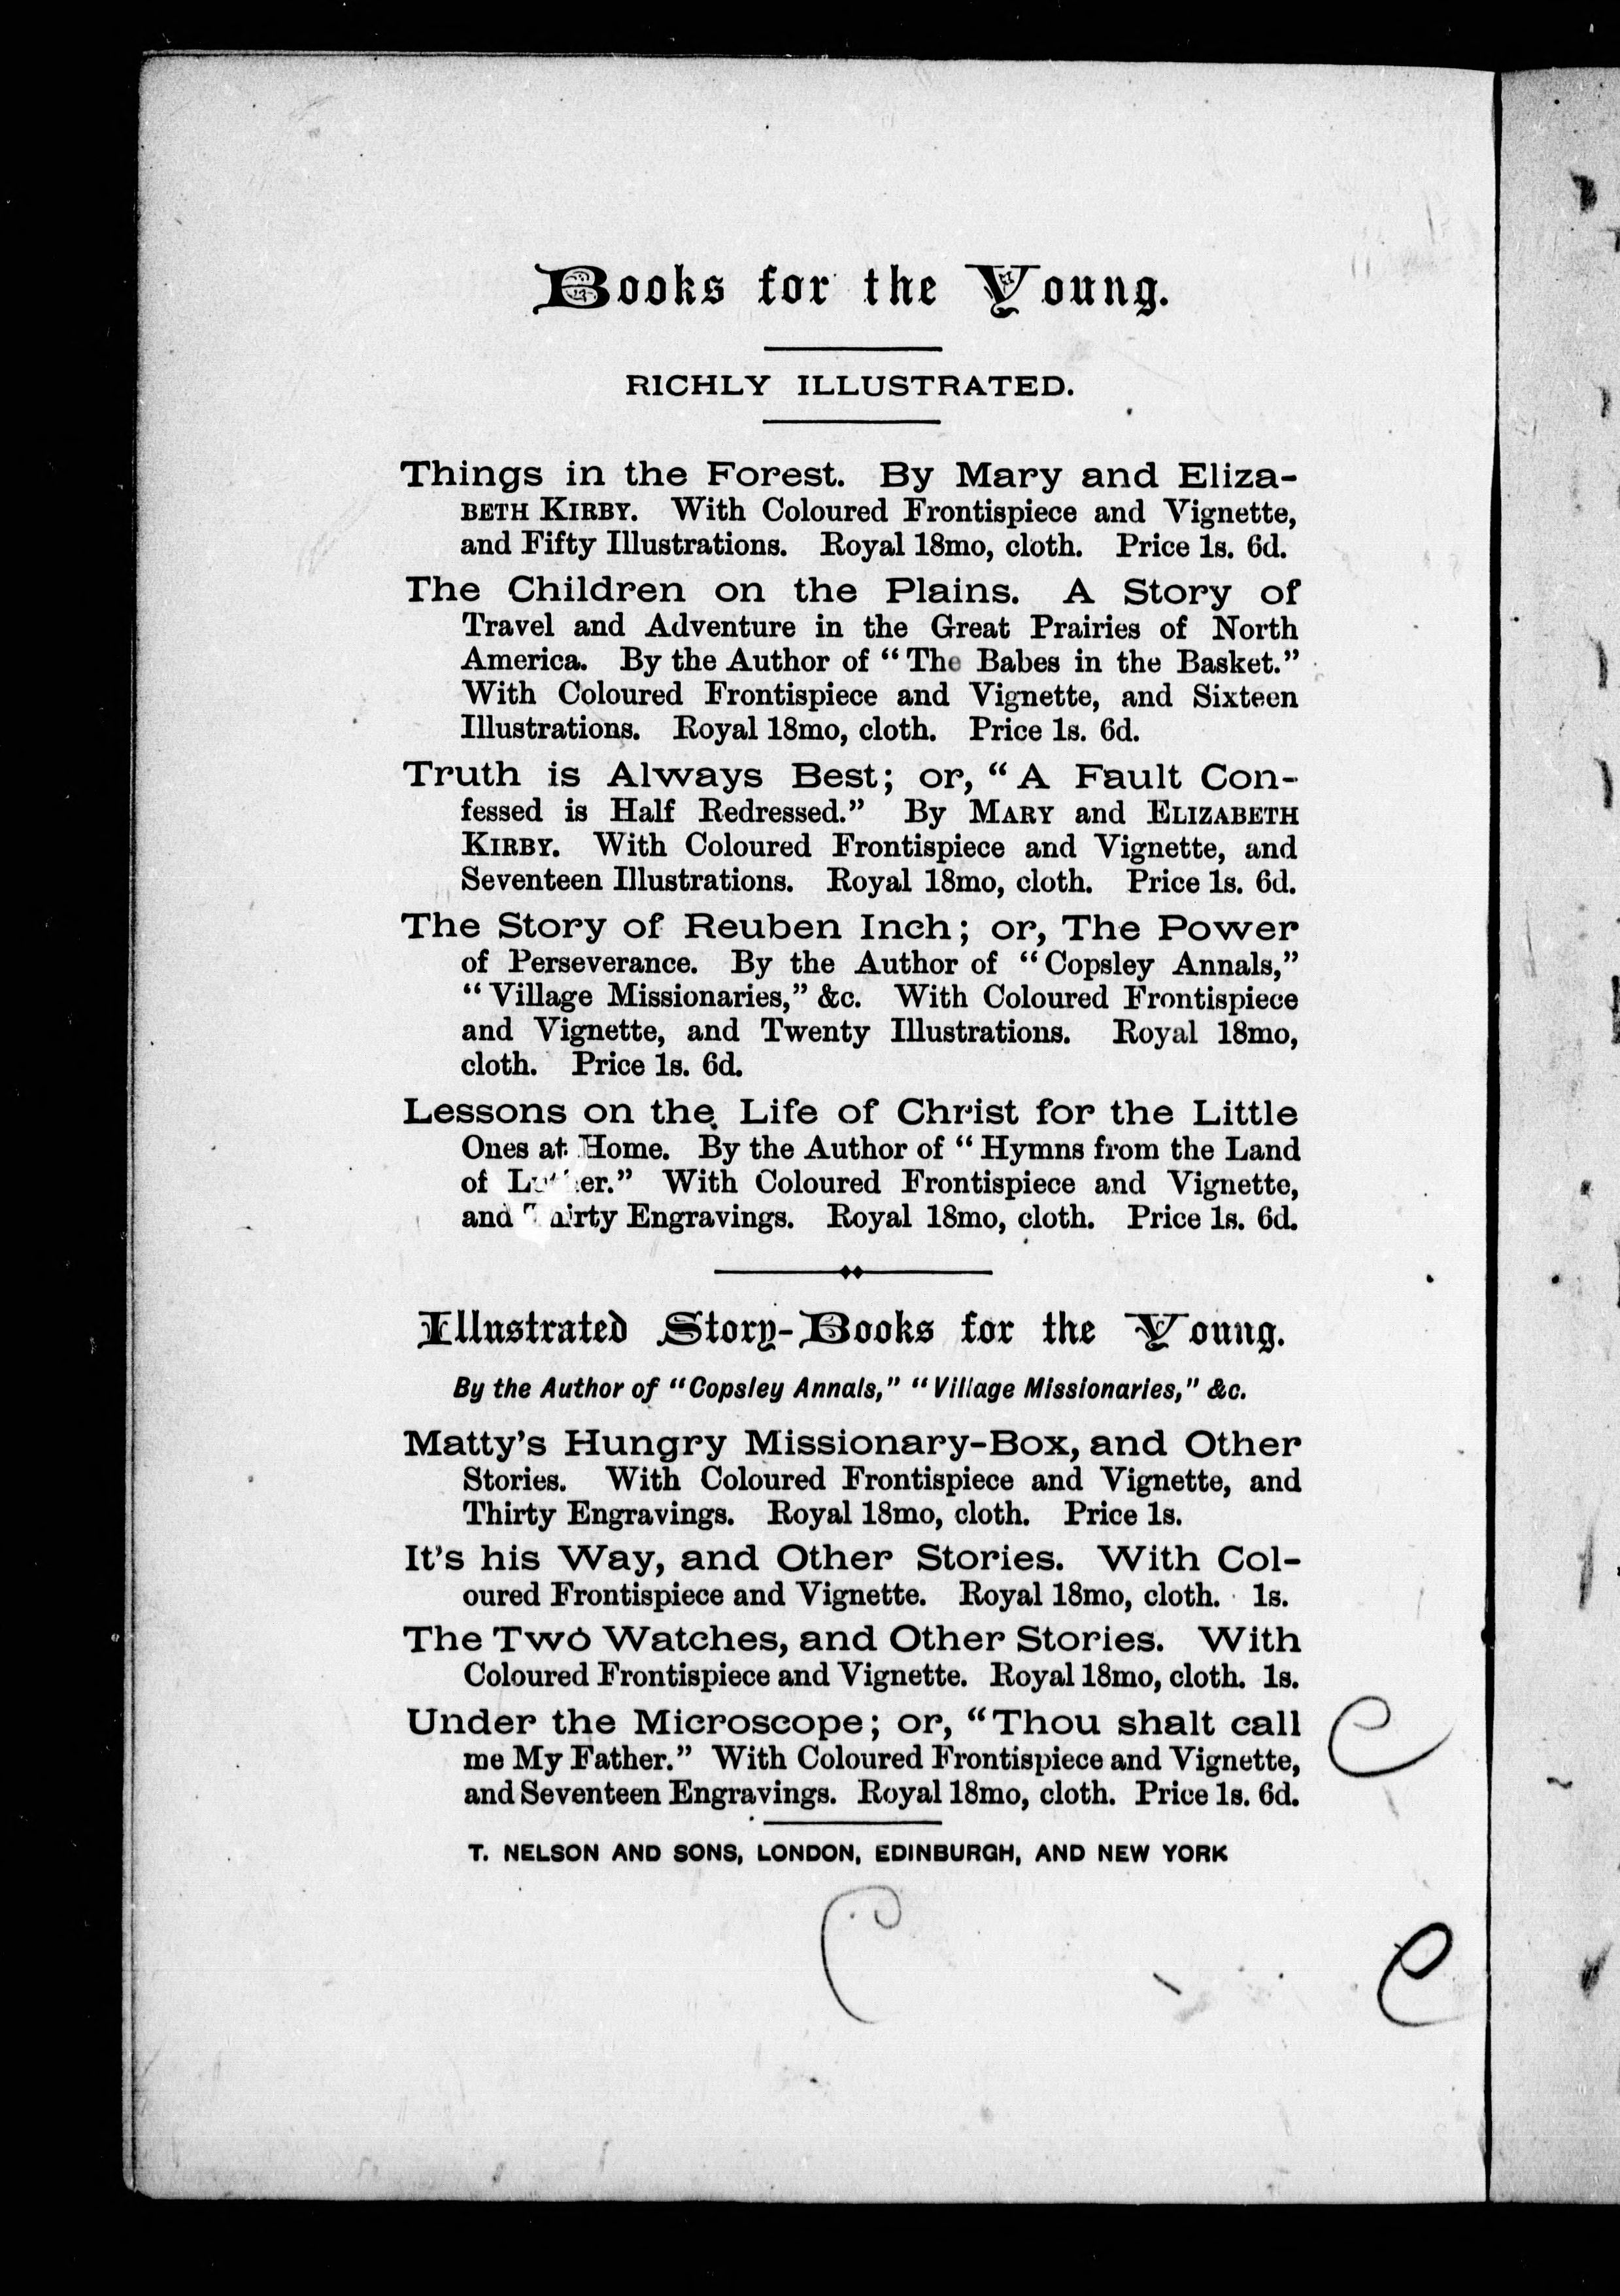 Books for the Young.
RICHLY ILLUSTRATED.
Things in the Forest. By Mary and Eliza-
BETH KIRBY. With Coloured Frontispiece and Vignette,
and Fifty Illustrations. Royal 18mo, cloth. Price 1s. 6d.
The Children on the Plains. A Story of
Travel and Adventure in the Great Prairies of North
America. By the Author of “The Babes in the Basket.”
With Coloured Frontispiece and Vignette, and Sixteen
Illustrations. Royal 18mo, cloth. Price 1s. 6d.
Truth is Always Best; or, “A Fault Con-
fessed is Half Redressed.” By MARY and ELIZABETH
KIRBY. With Coloured Frontispiece and Vignette, and
Seventeen Illustrations. Royal 18mo, cloth. Price 1s. 6d.
The Story of Reuben Inch; or, The Power
of Perseverance. By the Author of “Copsley Annals,”
“Village Missionaries,” &c. With Coloured Frontispiece
and Vignette, and Twenty Illustrations. Royal 18mo,
cloth. Price 1s. 6d.
Lessons on the Life of Christ for the Little
Ones at Home. By the Author of “Hymns from the Land
of Luther.” With Coloured Frontispiece and Vignette,
and Thirty Engravings. Royal 18mo, cloth. Price 1s. 6d.
Illustrated Story-Books for the Young.
By the Author of “Copsley Annals,” “Village Missionaries,” &c.
Matty’s Hungry Missionary-Box, and Other
Stories. With Coloured Frontispiece and Vignette, and
Thirty Engravings. Royal 18mo, cloth. Price 1s.
It’s his Way, and Other Stories. With Col-
oured Frontispiece and Vignette. Royal 18mo, cloth. 1s.
The Two Watches, and Other Stories. With
Coloured Frontispiece and Vignette. Royal 18mo, cloth. 1s.
Under the Microscope; or, “Thou shalt call
me My Father.” With Coloured Frontispiece and Vignette,
and Seventeen Engravings. Royal 18mo, cloth. Price 1s. 6d.
T. NELSON AND SONS, LONDON, EDINBURGH, AND NEW YORK